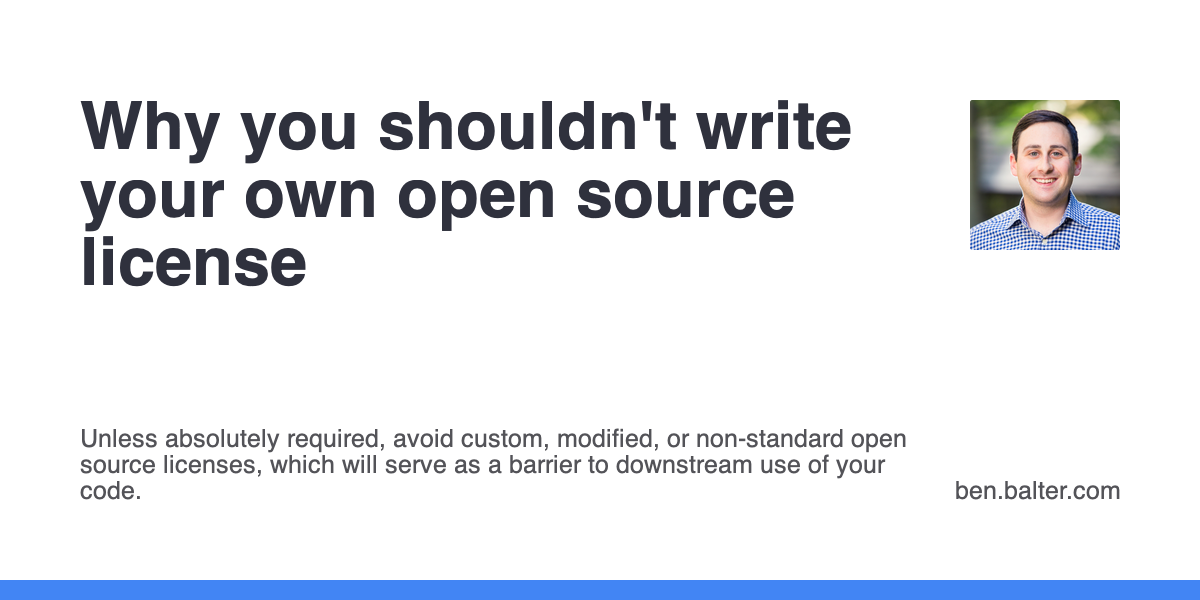 Why you shouldn't write
your own open source
license
Unless absolutely required, avoid custom, modified, or non-standard open
source licenses, which will serve as a barrier to downstream use of your
code.
ben.balter.com